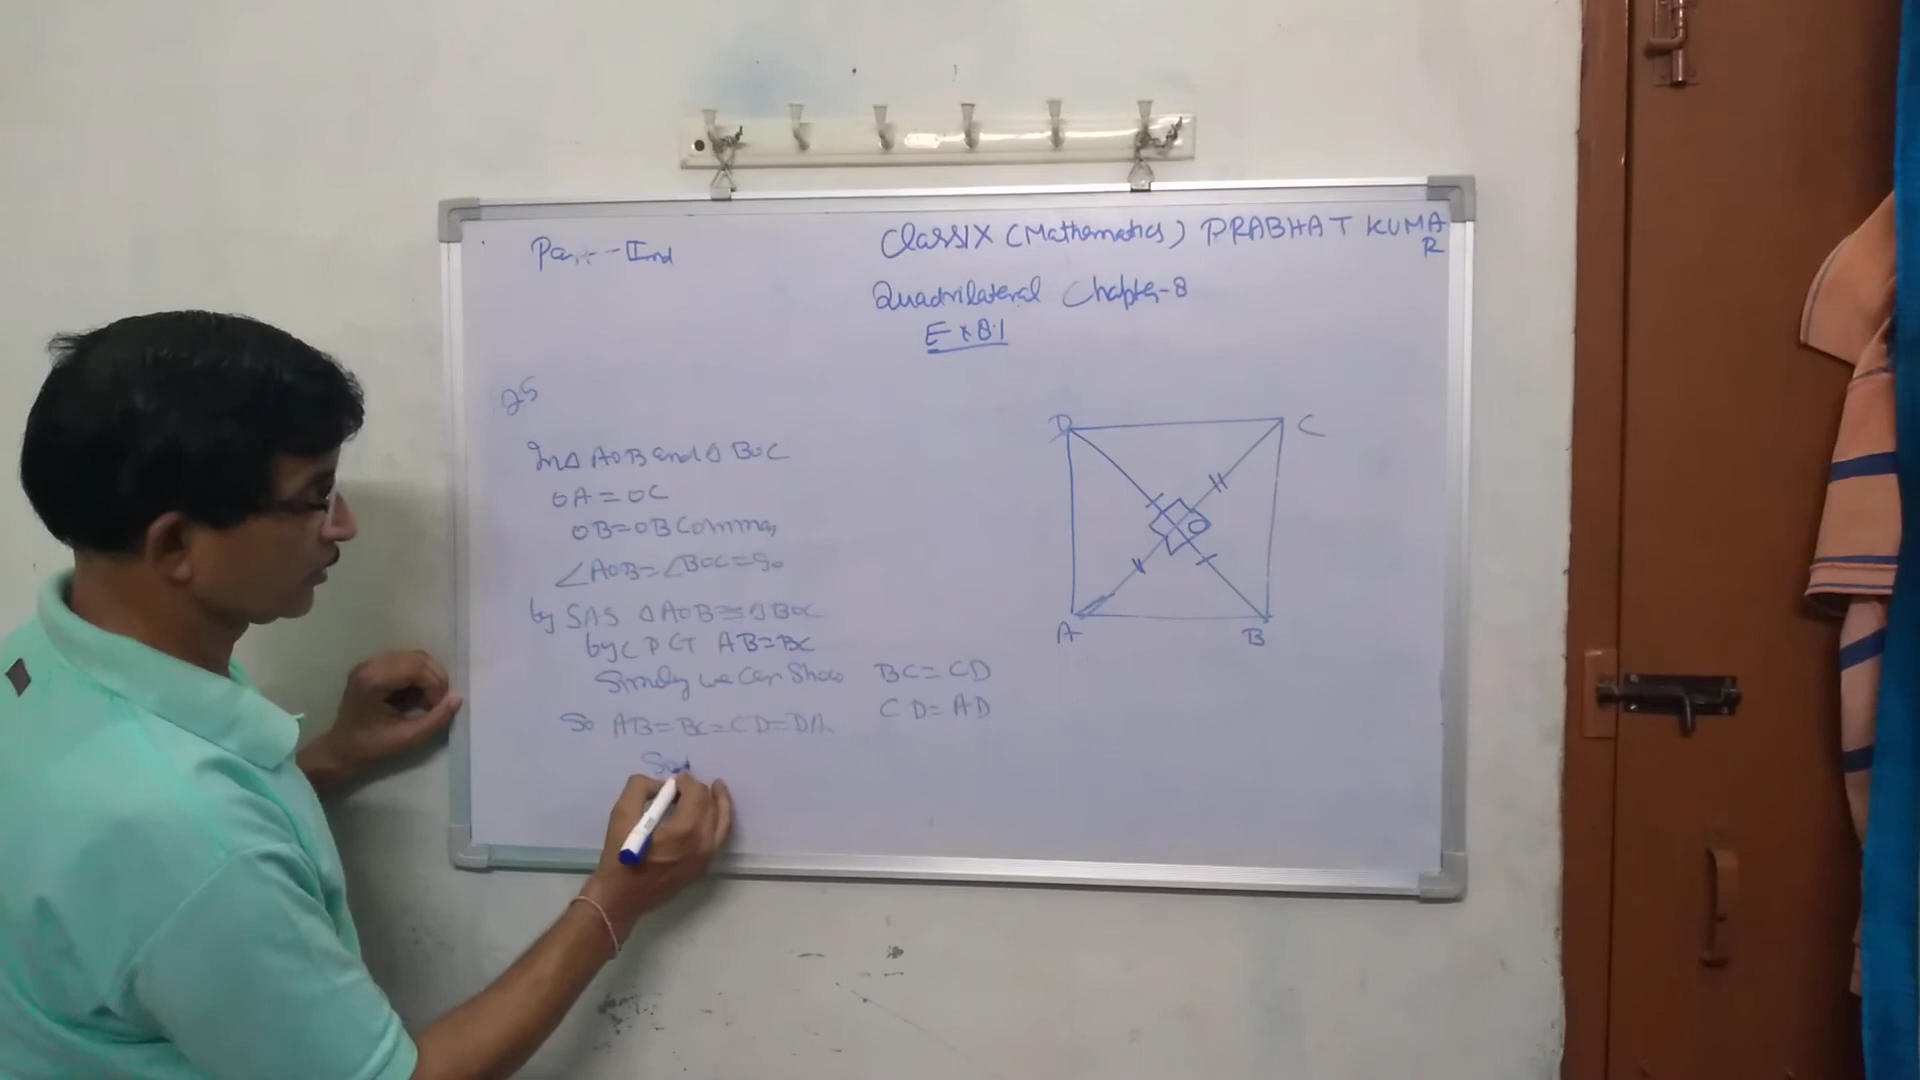 Part-IInd
Class IX (Mathematics) PRABHAT KUMAR
Quadrilateral Chapter-8
Ex 8.1
In △ AOB and △ BOC
OA = OC
OB = OB Common
∠AOB = ∠BOC = 90
by SAS △ AOB ≅ △ BOC
by CPCT AB = BC
Similarly we Can Show BC = CD
CD = AD
So AB = BC = CD = DA
D
C
O
A
B